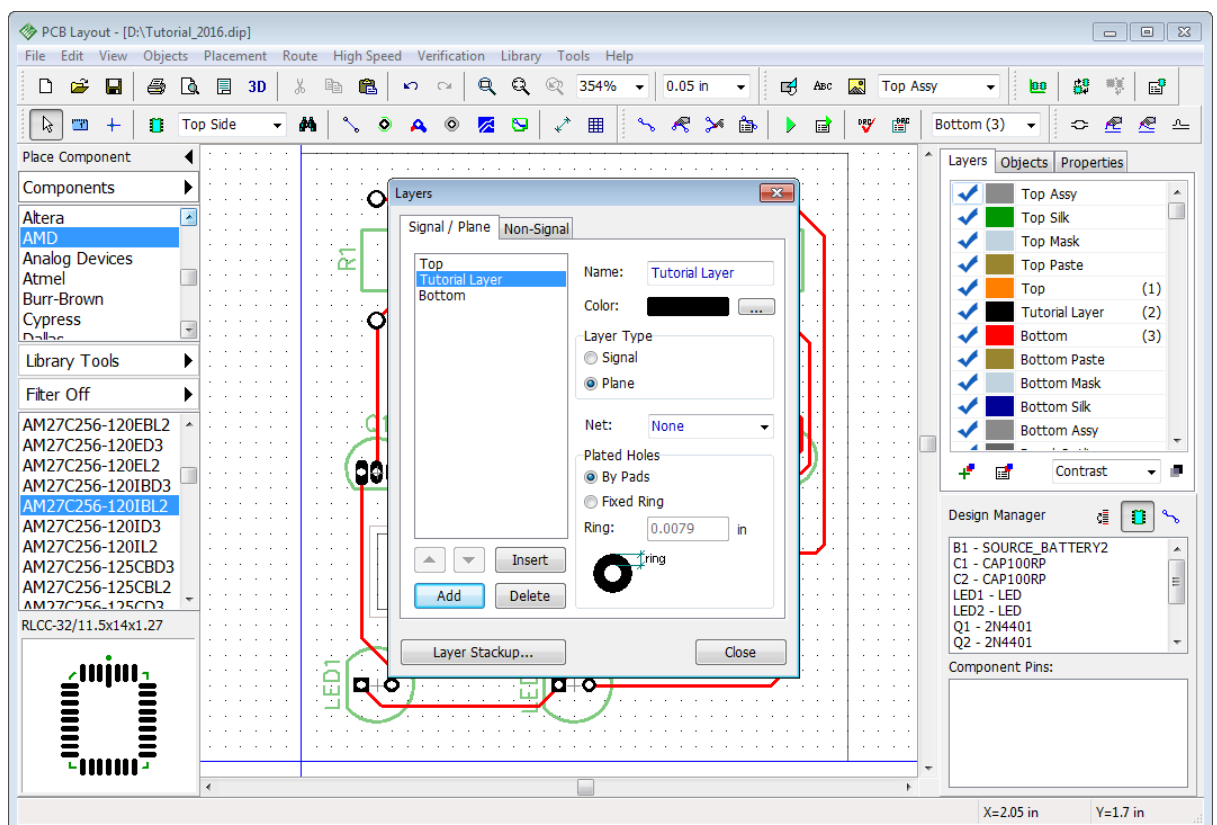 PCB Layout - [D:\Tutorial_2016.dip]
File Edit View Objects Placement Route High Speed Verification Library Tools Help
3D 354% 0.05 in ABC Top Assy
Top Side DRC DRC Bottom (3)
Place Component
Components
Altera
AMD
Analog Devices
Atmel
Burr-Brown
Cypress
Dallas
Library Tools
Filter Off
AM27C256-120EBL2
AM27C256-120ED3
AM27C256-120EL2
AM27C256-120IBD3
AM27C256-120IBL2
AM27C256-120ID3
AM27C256-120IL2
AM27C256-125CBD3
AM27C256-125CBL2
AM27C256-125CD3
RLCC-32/11.5x14x1.27
R1
Q1
LED1
LED
Layers
Signal / Plane Non-Signal
Top
Tutorial Layer
Bottom
Insert
Add Delete
Layer Stackup...
Name: Tutorial Layer
Color: ...
Layer Type
Signal
Plane
Net: None
Plated Holes
By Pads
Fixed Ring
Ring: 0.0079 in
ring
Close
Layers Objects Properties
Top Assy
Top Silk
Top Mask
Top Paste
Top (1)
Tutorial Layer (2)
Bottom (3)
Bottom Paste
Bottom Mask
Bottom Silk
Bottom Assy
Contrast
Design Manager
B1 - SOURCE_BATTERY2
C1 - CAP100RP
C2 - CAP100RP
LED1 - LED
LED2 - LED
Q1 - 2N4401
Q2 - 2N4401
Component Pins:
X=2.05 in Y=1.7 in